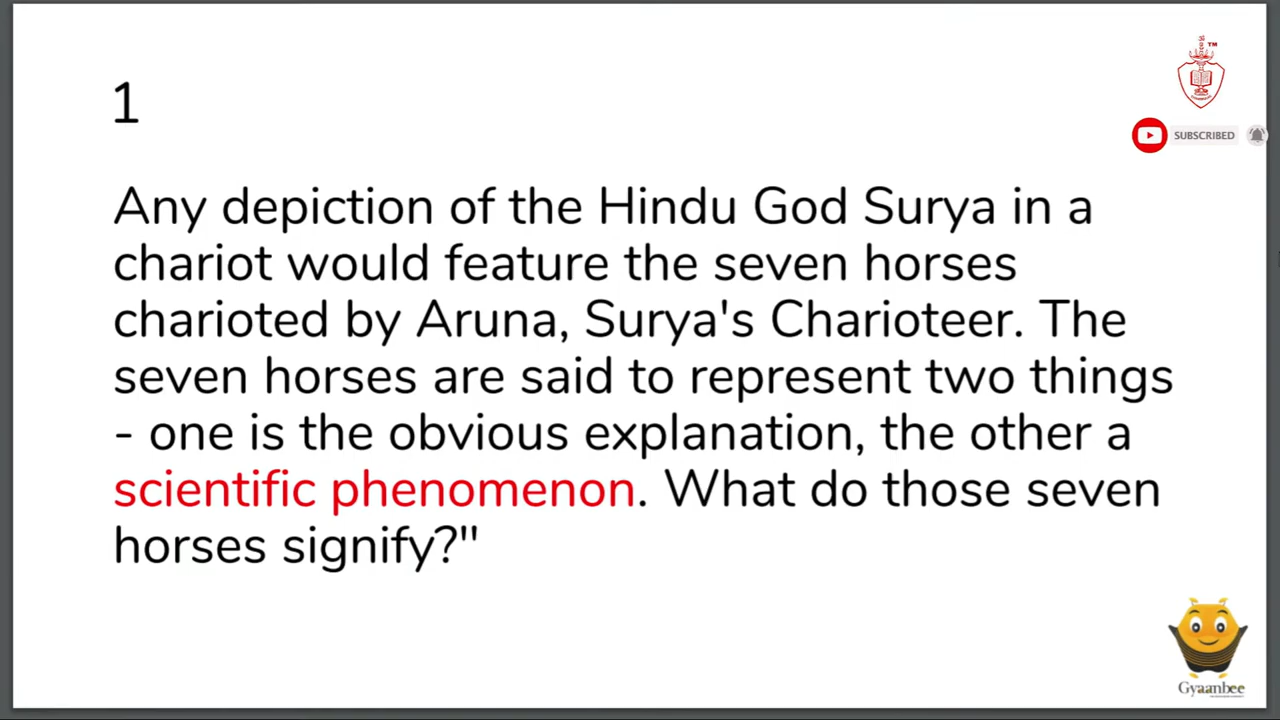 1
TM
SUBSCRIBED
Any depiction of the Hindu God Surya in a
chariot would feature the seven horses
charioted by Aruna, Surya's Charioteer. The
seven horses are said to represent two things
- one is the obvious explanation, the other a
scientific phenomenon. What do those seven
horses signify?"
Gyaanbee